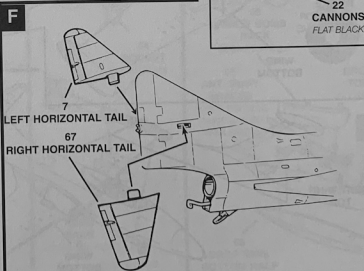 F
22
CANNONS
FLAT BLACK
7
LEFT HORIZONTAL TAIL
67
RIGHT HORIZONTAL TAIL